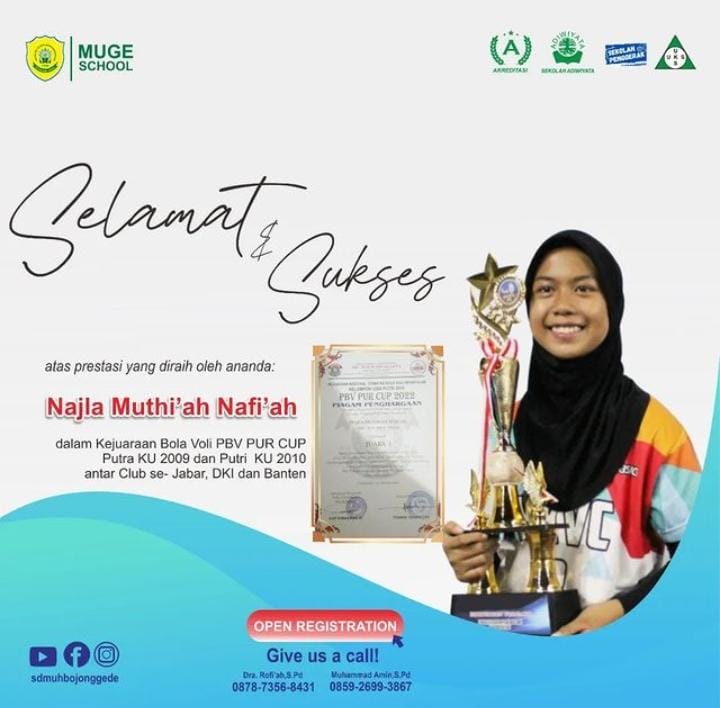 MUGE
SCHOOL
A
AKREDITASI
ADIWIYATA
SEKOLAH ADIWIYATA
SEKOLAH
PENGGERAK
U
UKS
S
Selamat
&
Sukses
atas prestasi yang diraih oleh ananda:
Najla Muthi'ah Nafi'ah
dalam Kejuaraan Bola Voli PBV PUR CUP
Putra KU 2009 dan Putri KU 2010
antar Club se- Jabar, DKI dan Banten
PBV PUR CUP 2022
PIAGAM PENGHARGAAN
JUARA 1
OPEN REGISTRATION
Give us a call!
Dra. Rofi'ah,S.Pd Muhammad Amin,S.Pd
0878-7356-8431 0859-2699-3867
sdmuhbojonggede